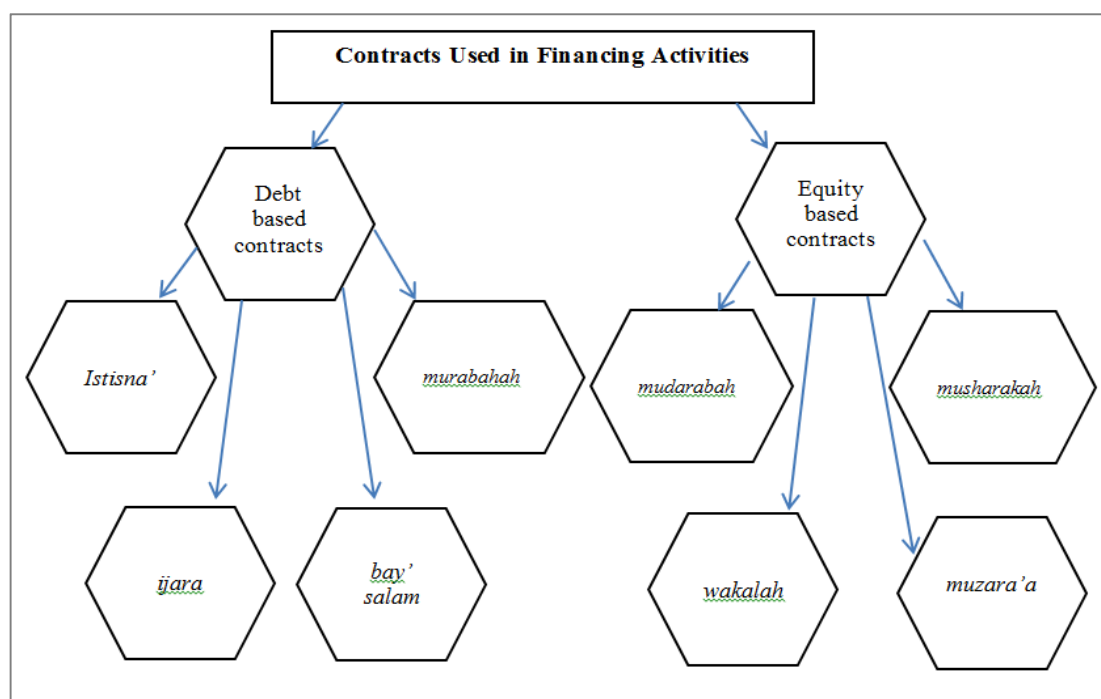 Contracts Used in Financing Activities
Debt
based
contracts
Equity
based
contracts
Istisna’
murabahah
mudarabah
musharakah
ijara
bay’
salam
wakalah
muzara’a